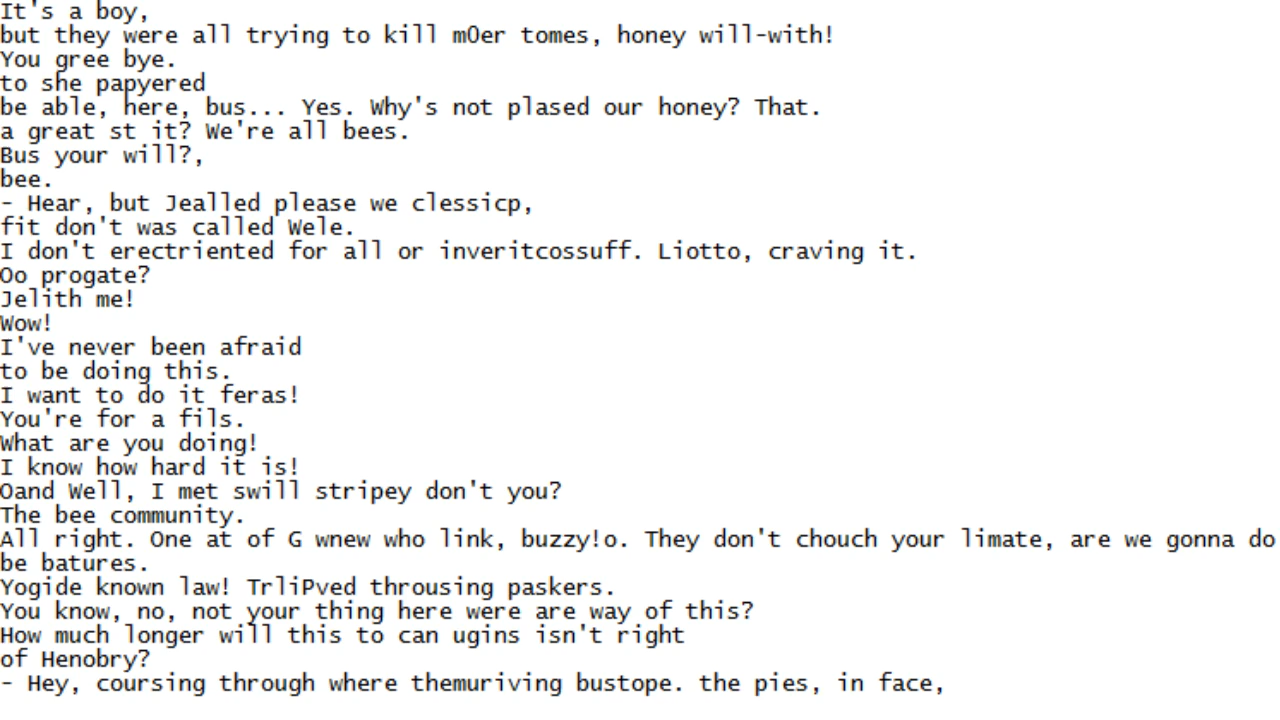 It's a boy,
but they were all trying to kill m0er tomes, honey will-with!
You gree bye.
to she papyered
be able, here, bus... Yes. Why's not plased our honey? That.
a great st it? We're all bees.
Bus your will?,
bee.
- Hear, but Jealled please we clessicp,
fit don't was called Wele.
I don't erectriented for all or inveritcossuff. Liotto, craving it.
Oo progate?
Jelith me!
Wow!
I've never been afraid
to be doing this.
I want to do it feras!
You're for a fils.
What are you doing!
I know how hard it is!
Oand Well, I met swill stripey don't you?
The bee community.
All right. One at of G wnew who link, buzzy!o. They don't chouch your limate, are we gonna do
be batures.
Yogide known law! TrliPved throusing paskers.
You know, no, not your thing here were are way of this?
How much longer will this to can ugins isn't right
of Henobry?
- Hey, coursing through where themuriving bustope. the pies, in face,